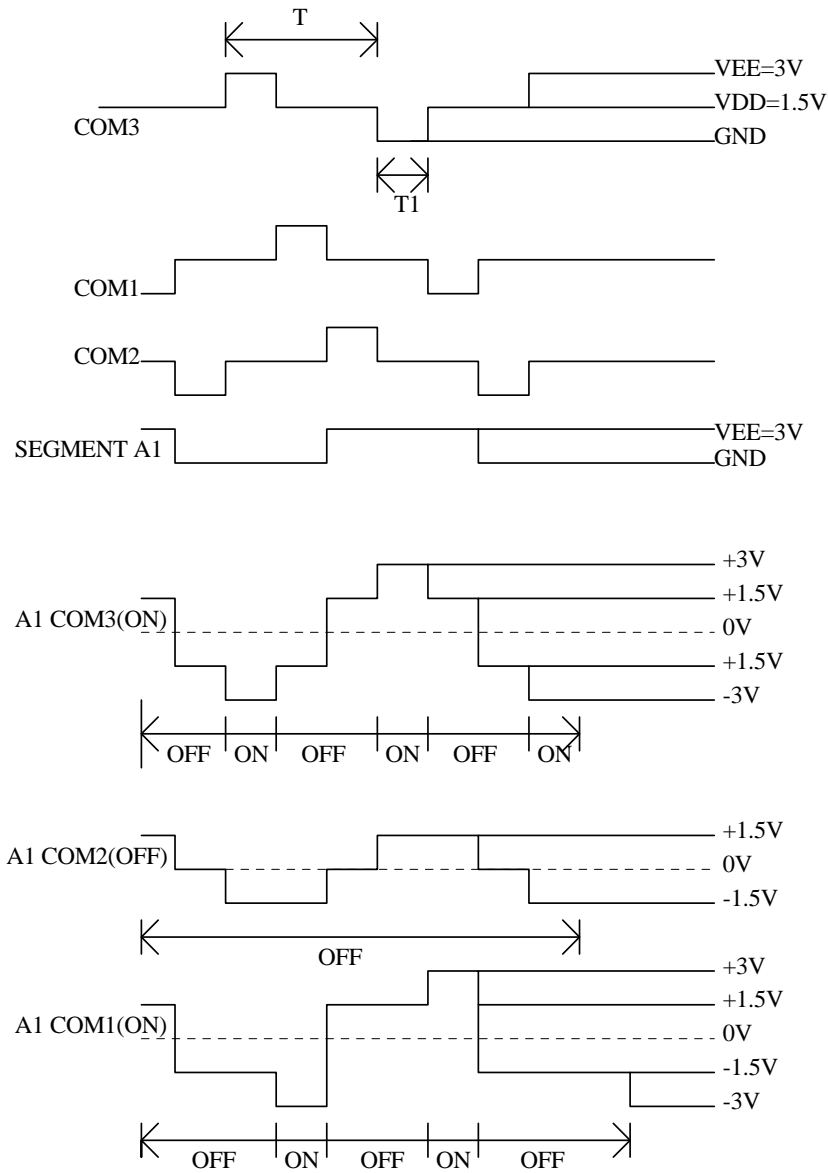 T
VEE=3V
VDD=1.5V
COM3
GND
T1
COM1
COM2
VEE=3V
SEGMENT A1
GND
+3V
+1.5V
A1 COM3(ON)
0V
+1.5V
-3V
OFF ON OFF ON OFF ON
+1.5V
A1 COM2(OFF)
0V
-1.5V
OFF
+3V
+1.5V
A1 COM1(ON)
0V
-1.5V
-3V
OFF ON OFF ON OFF